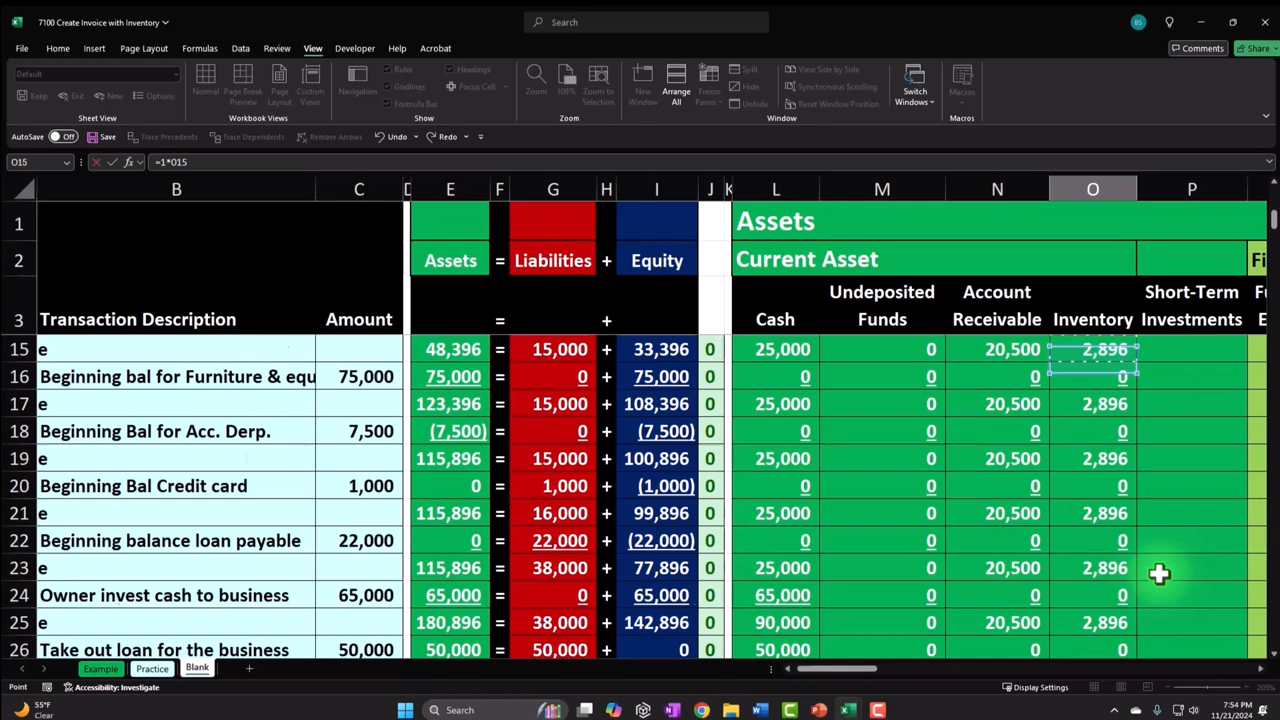 7100 Create Invoice with Inventory
Search
BS
File Home Insert Page Layout Formulas Data Review View Developer Help Acrobat
Comments Share
Default
Keep Exit New Options
Sheet View
Normal Page Break Preview Page Layout Custom Views
Workbook Views
Navigation
Ruler Headings
Gridlines Focus Cell
Formula Bar
Show
Zoom 100% Zoom to Selection
Zoom
New Window Arrange All Freeze Panes
Split View Side by Side
Hide Synchronous Scrolling
Unhide Reset Window Position
Switch Windows
Window
Macros
Macros
AutoSave Off Save Trace Precedents Trace Dependents Remove Arrows Undo Redo
O15 fx =1*O15
B C D E F G H I J K L M N O P
1 Assets
2 Assets = Liabilities + Equity Current Asset Fi
3 Transaction Description Amount = + Cash Undeposited Funds Account Receivable Inventory Short-Term Investments
15 e 48,396 = 15,000 + 33,396 0 25,000 0 20,500 2,896
16 Beginning bal for Furniture & equ 75,000 75,000 = 0 + 75,000 0 0 0 0 0
17 e 123,396 = 15,000 + 108,396 0 25,000 0 20,500 2,896
18 Beginning Bal for Acc. Derp. 7,500 (7,500) = 0 + (7,500) 0 0 0 0 0
19 e 115,896 = 15,000 + 100,896 0 25,000 0 20,500 2,896
20 Beginning Bal Credit card 1,000 0 = 1,000 + (1,000) 0 0 0 0 0
21 e 115,896 = 16,000 + 99,896 0 25,000 0 20,500 2,896
22 Beginning balance loan payable 22,000 0 = 22,000 + (22,000) 0 0 0 0 0
23 e 115,896 = 38,000 + 77,896 0 25,000 0 20,500 2,896
24 Owner invest cash to business 65,000 65,000 = 0 + 65,000 0 65,000 0 0 0
25 e 180,896 = 38,000 + 142,896 0 90,000 0 20,500 2,896
26 Take out loan for the business 50,000 50,000 = 50,000 + 0 0 50,000 0 0 0
Example Practice Blank
Point Accessibility: Investigate Display Settings 205%
55°F
Clear
Search
7:54 PM
11/21/2024